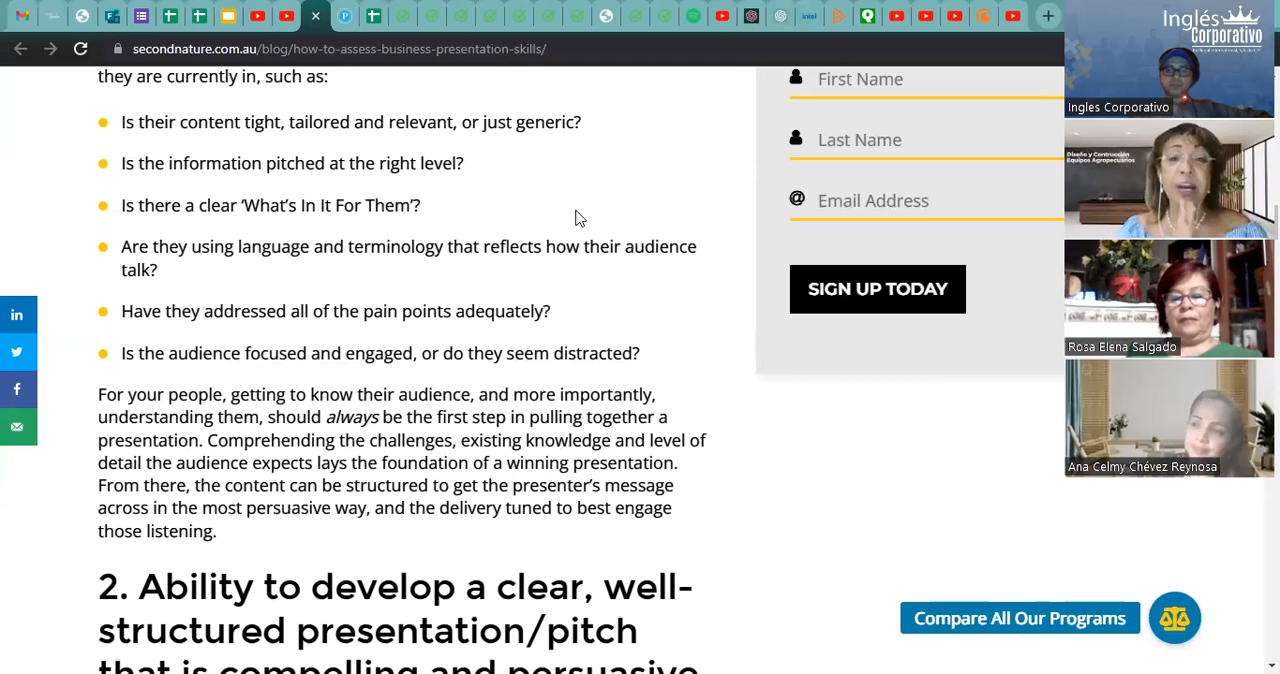 secondnature.com.au/blog/how-to-assess-business-presentation-skills/
they are currently in, such as:
Is their content tight, tailored and relevant, or just generic?
Is the information pitched at the right level?
Is there a clear ‘What’s In It For Them’?
Are they using language and terminology that reflects how their audience
talk?
Have they addressed all of the pain points adequately?
Is the audience focused and engaged, or do they seem distracted?
For your people, getting to know their audience, and more importantly,
understanding them, should always be the first step in pulling together a
presentation. Comprehending the challenges, existing knowledge and level of
detail the audience expects lays the foundation of a winning presentation.
From there, the content can be structured to get the presenter’s message
across in the most persuasive way, and the delivery tuned to best engage
those listening.
2. Ability to develop a clear, well-
structured presentation/pitch
that is compelling and persuasive
First Name
Last Name
Email Address
SIGN UP TODAY
Compare All Our Programs
Inglés
Corporativo
Ingles Corporativo
Diseño y Contrucción
Equipos Agropecuarios
Rosa Elena Salgado
Ana Celmy Chévez Reynosa